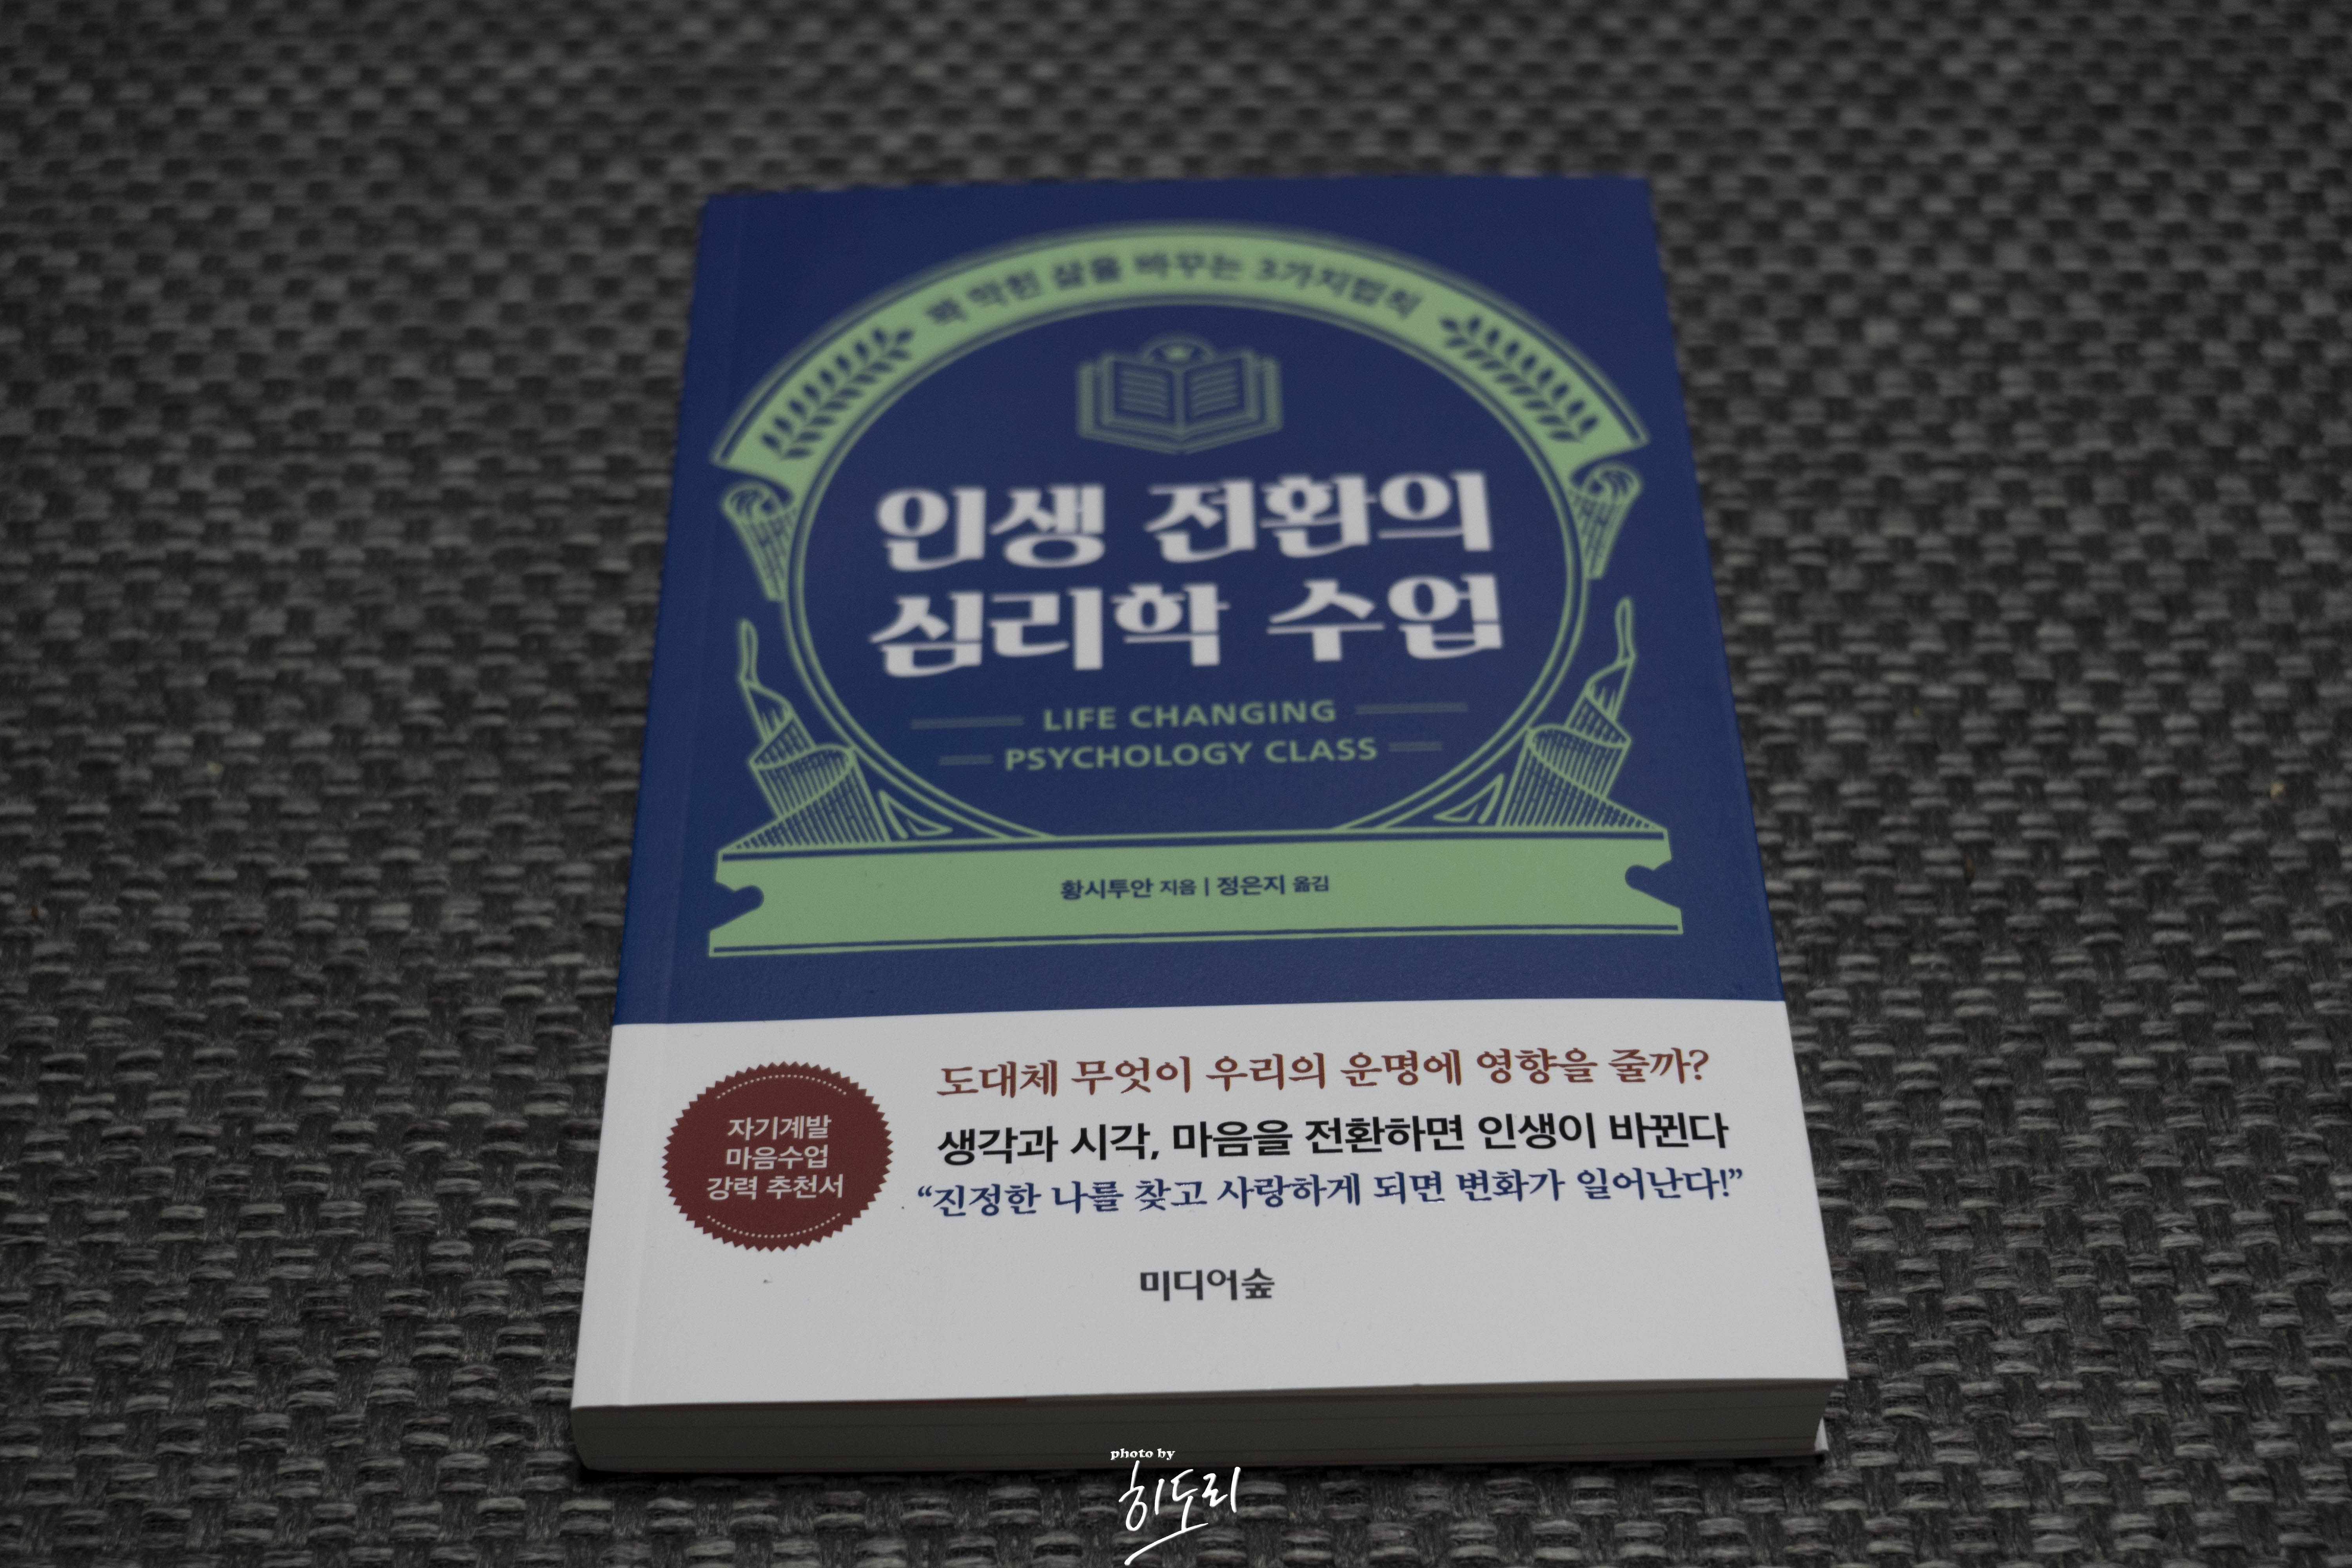 꽉 막힌 삶을 바꾸는 3가지 법칙
인생 전환의
심리학 수업
LIFE CHANGING
PSYCHOLOGY CLASS
황시투안 지음 | 정은지 옮김
도대체 무엇이 우리의 운명에 영향을 줄까?
생각과 시각, 마음을 전환하면 인생이 바뀐다
“진정한 나를 찾고 사랑하게 되면 변화가 일어난다!”
자기계발
마음수업
강력 추천서
미디어숲
photo by
히도리